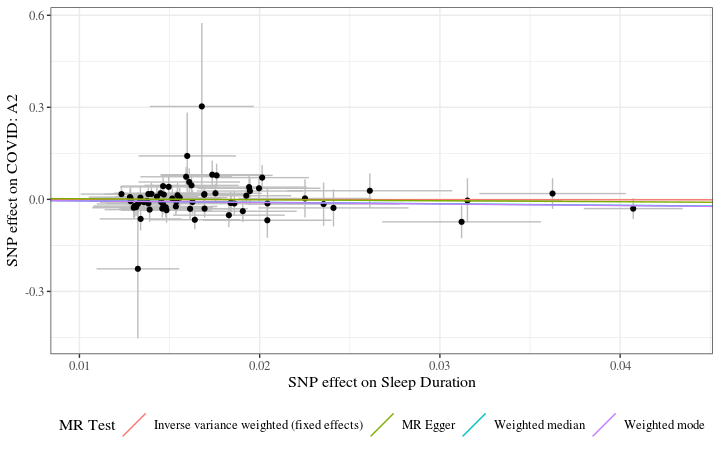 SNP effect on COVID: A2
0.6
0.3
0.0
-0.3
0.01 0.02 0.03 0.04
SNP effect on Sleep Duration
MR Test Inverse variance weighted (fixed effects) MR Egger Weighted median Weighted mode